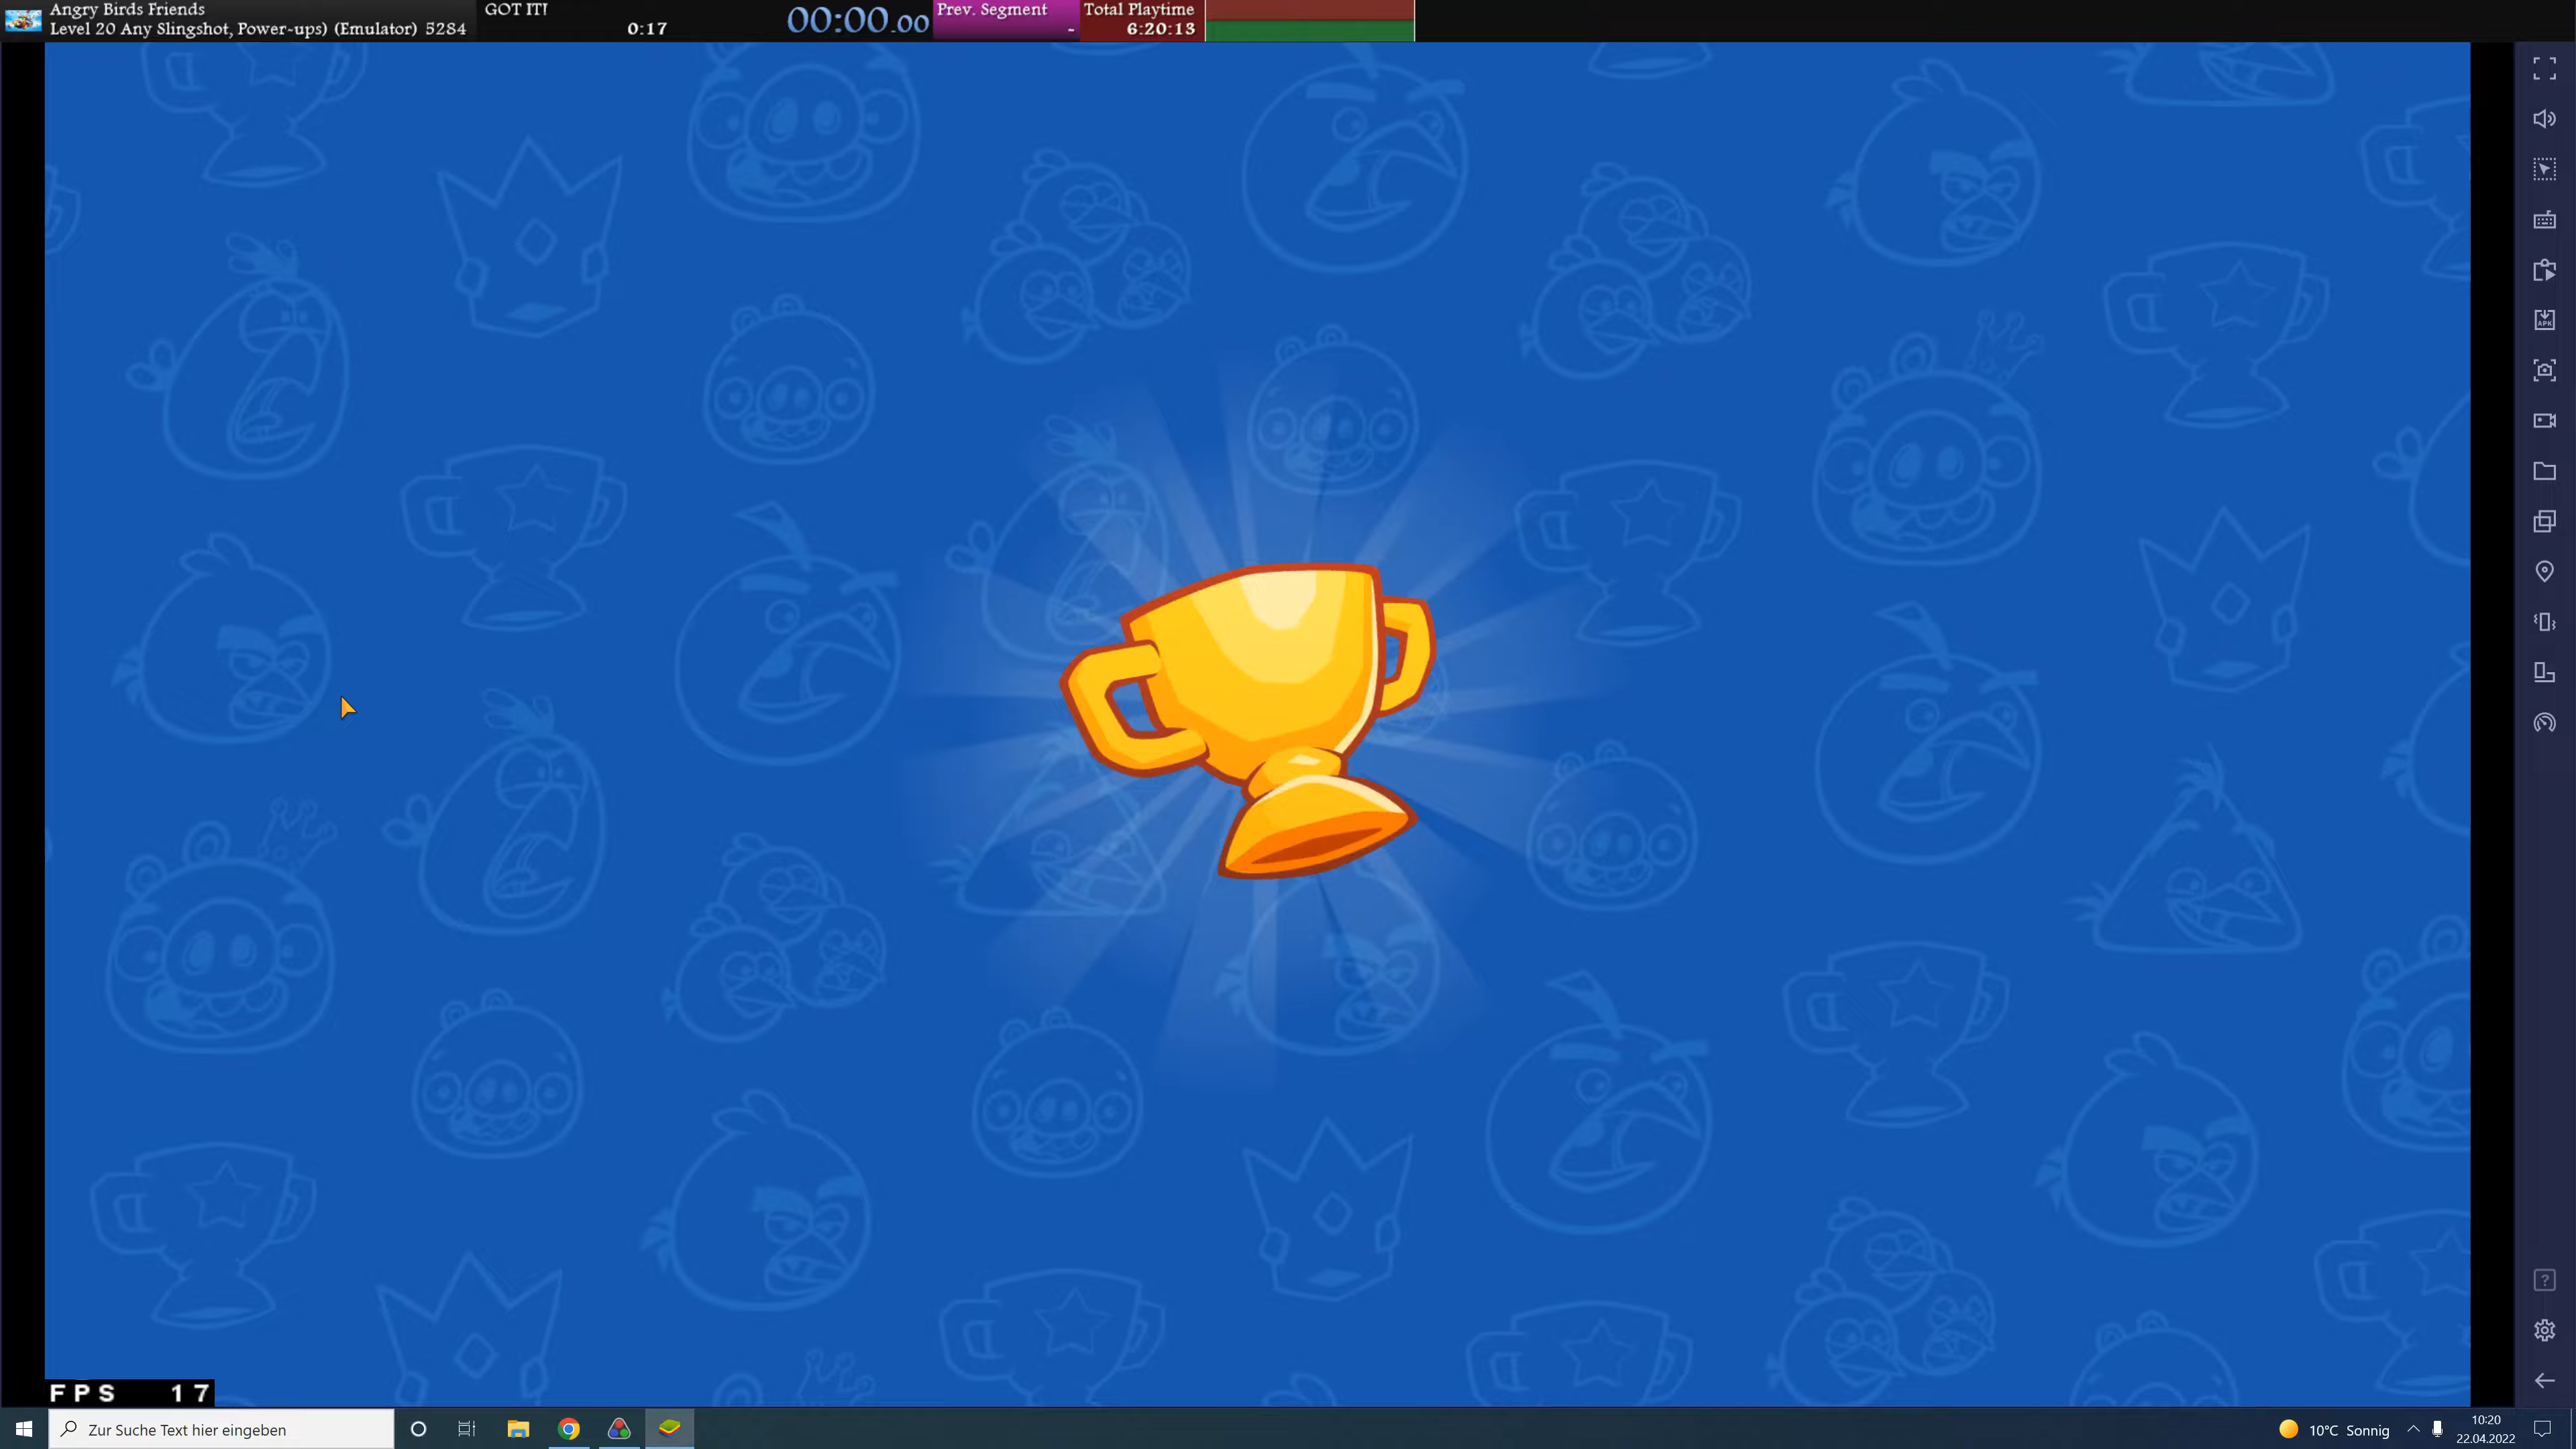 Angry Birds Friends
Level 20 Any Slingshot, Power-ups) (Emulator) 5284
GOT IT!
0:17
00:00.00
Prev. Segment
-
Total Playtime
6:20:13
APK
FPS 17
Zur Suche Text hier eingeben
10°C Sonnig
10:20
22.04.2022